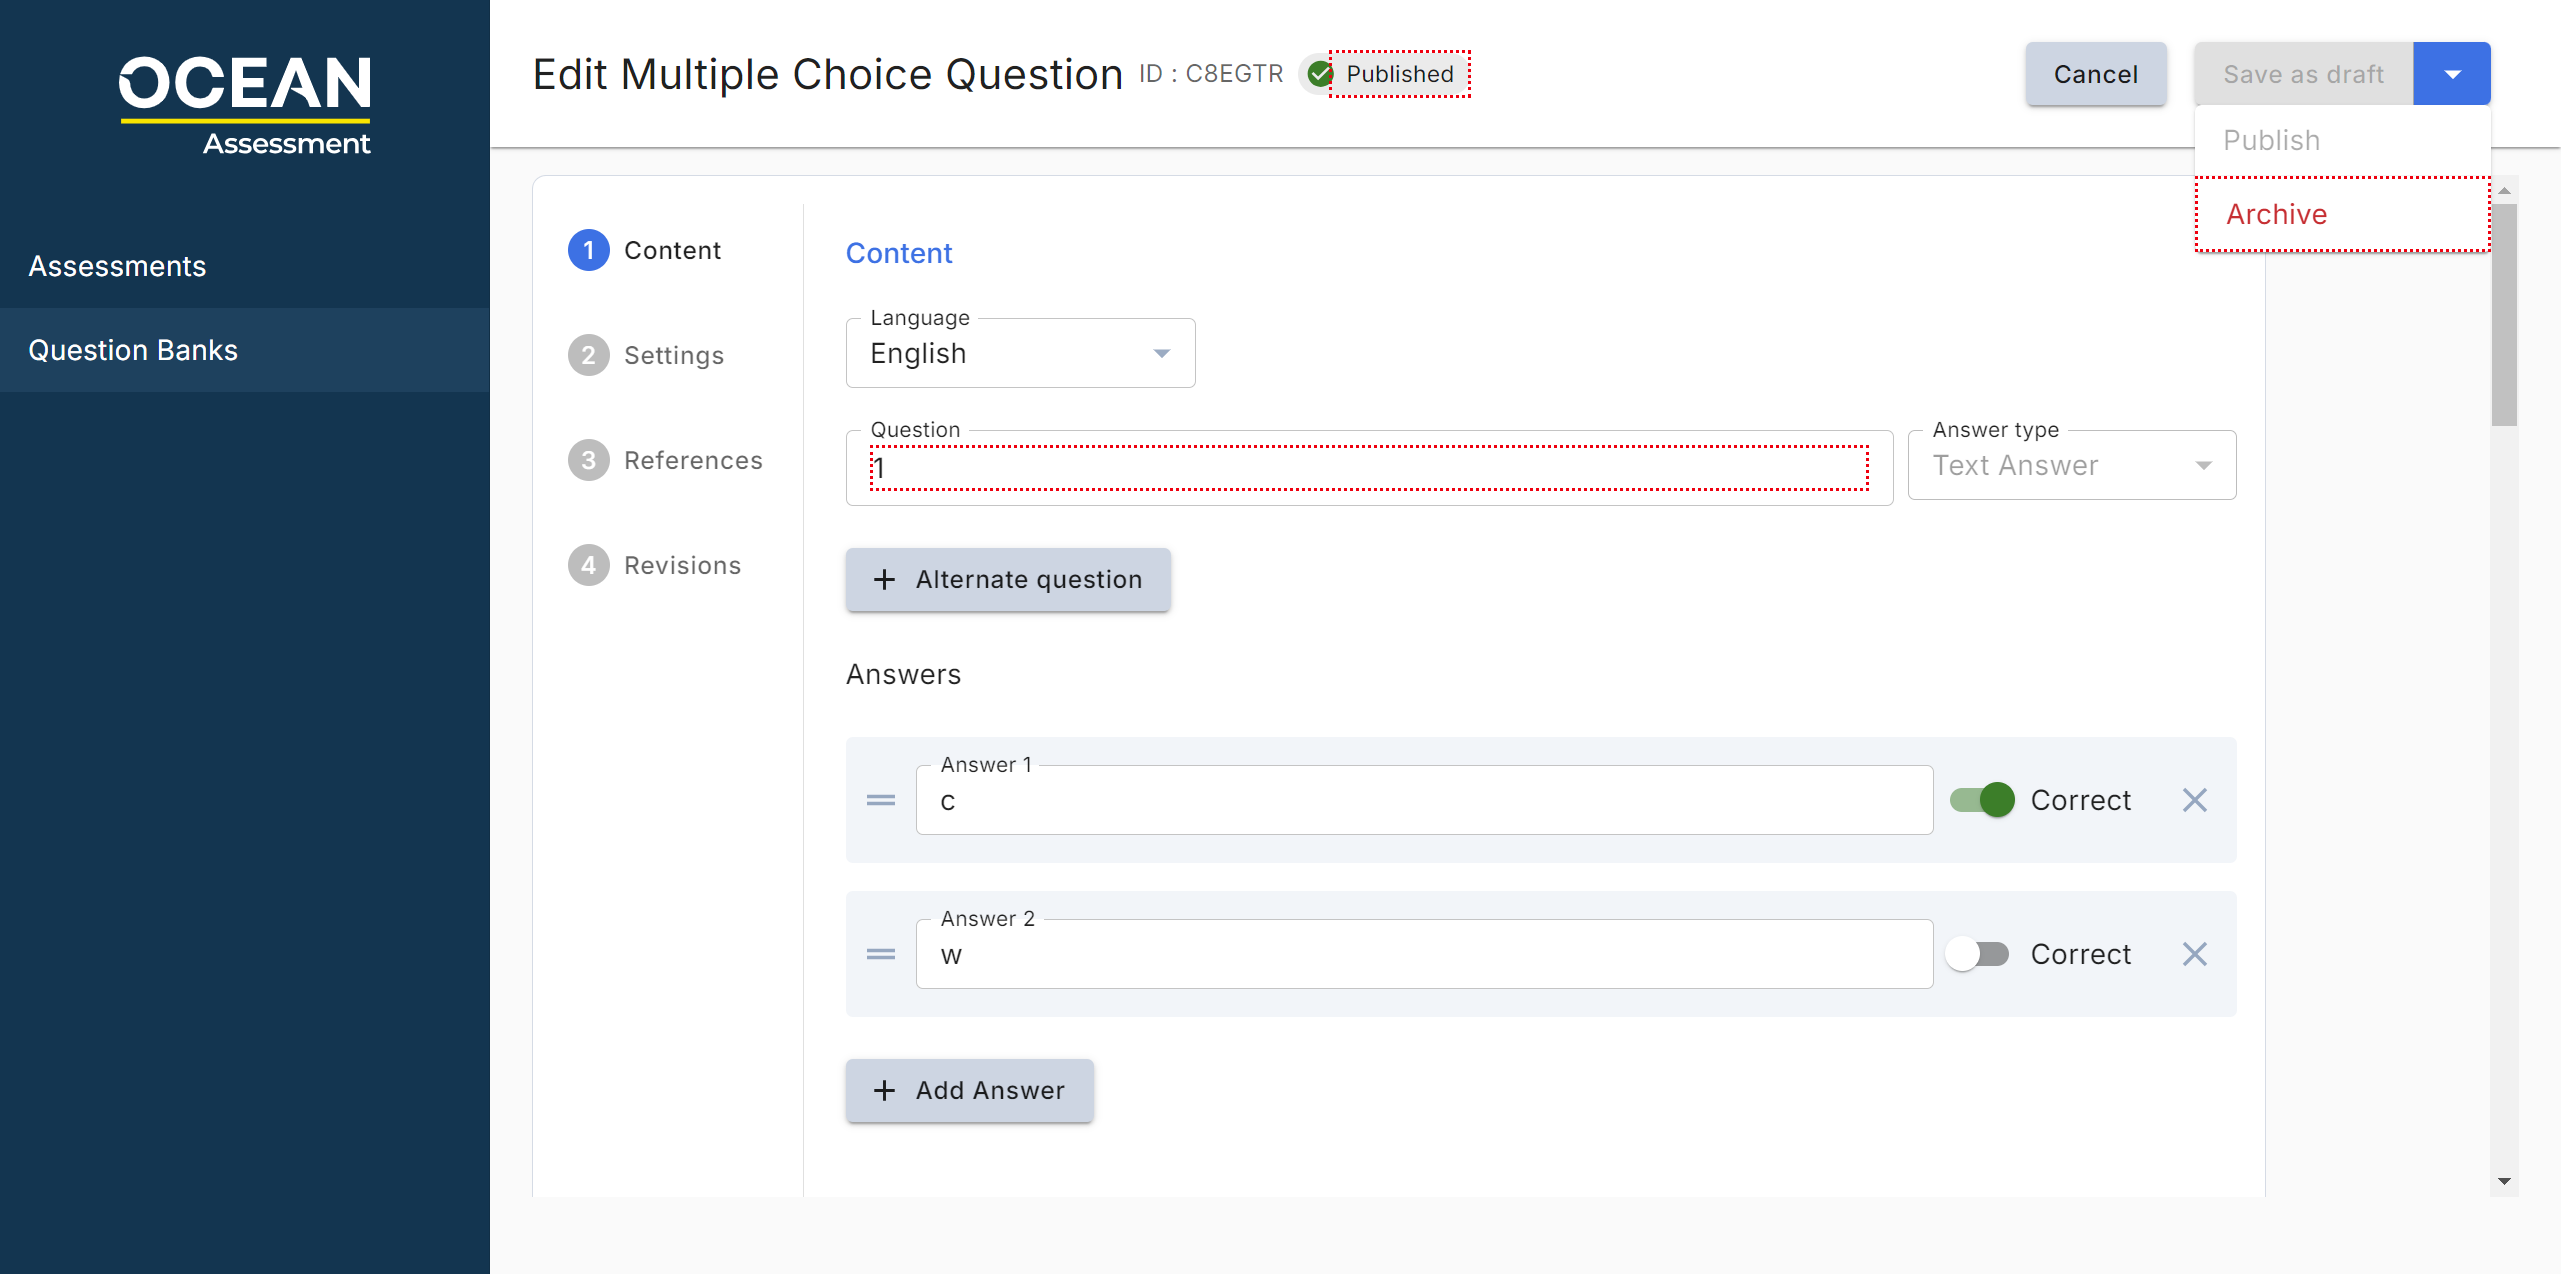 OCEAN
Assessment
Assessments
Question Banks
Edit Multiple Choice Question ID : C8EGTR Published
Cancel
Save as draft
Publish
Archive
1 Content
2 Settings
3 References
4 Revisions
Content
Language
English
Question
1
Answer type
Text Answer
Alternate question
Answers
Answer 1
c
Correct
Answer 2
w
Correct
Add Answer